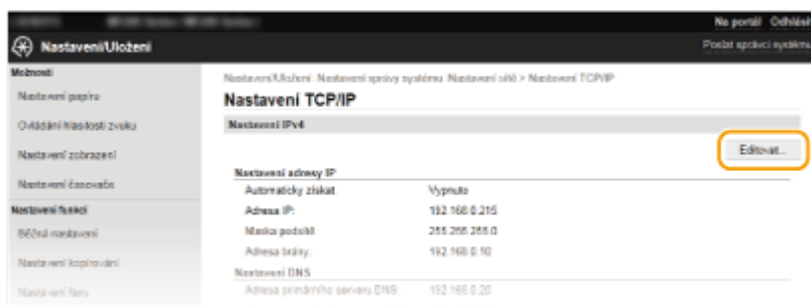 Na portál Odhlásit
Nastavení/Uložení
Poslat zprávu správci systému
Možnosti
Nastavení papíru
Ovládání hlasitosti zvuku
Nastavení zobrazení
Nastavení časovače
Nastavení funkcí
Běžná nastavení
Nastavení kopírování
Nastavení faxu
Nastavení/Uložení: Nastavení správy systému: Nastavení sítě > Nastavení TCP/IP
Nastavení TCP/IP
Nastavení IPv4
Editovat...
Nastavení adresy IP
Automaticky získat Vypnuto
Adresa IP: 192.168.0.215
Maska podsítě 255.255.255.0
Adresa brány: 192.168.0.10
Nastavení DNS
Adresa primárního serveru DNS: 192.168.0.20